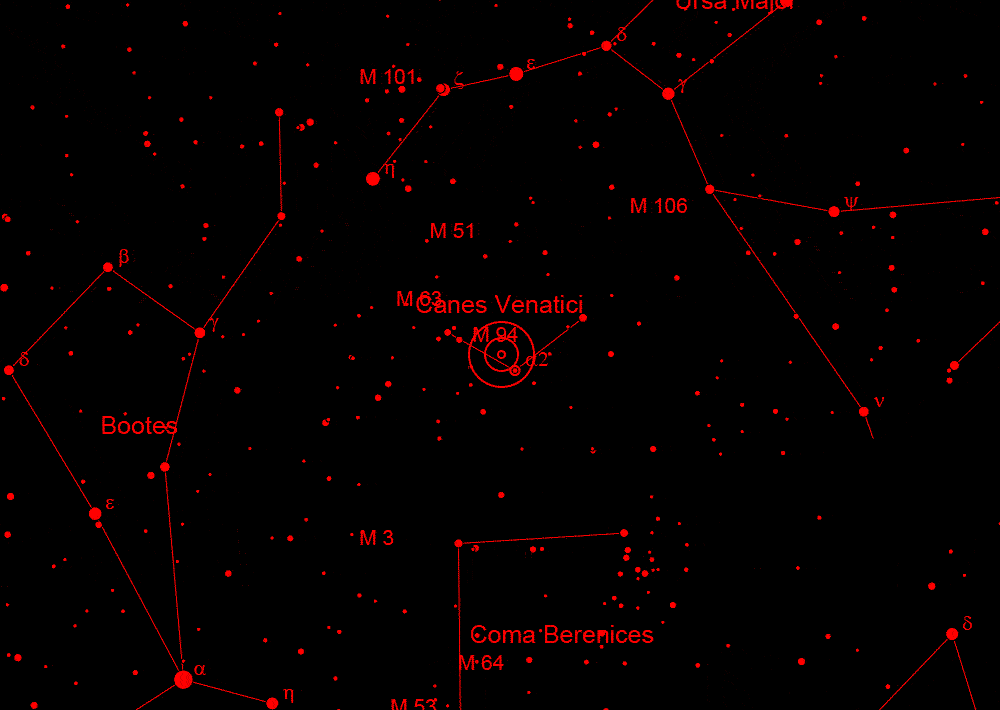 Ursa Major
δ
ε
M 101
ζ
γ
η
ψ
M 106
M 51
β
M 63
Canes Venatici
γ
M 94
α2
δ
ν
Bootes
ε
M 3
δ
Coma Berenices
M 64
α
η
M 53